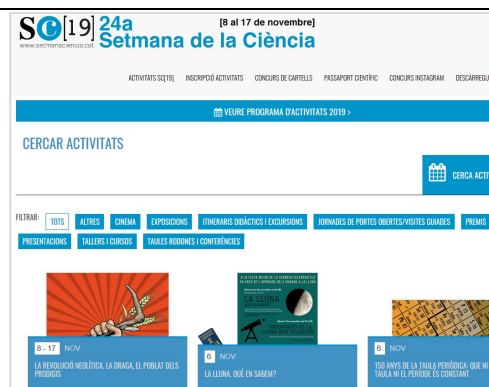 SC[19] 24a [8 al 17 de novembre]
Setmana de la Ciència
www.setmanaciencia.cat
ACTIVITATS SC[19] INSCRIPCIÓ ACTIVITATS CONCURS DE CARTELLS PASSAPORT CIENTÍFIC CONCURS INSTAGRAM DESCÀRREGU
VEURE PROGRAMA D'ACTIVITATS 2019 >
CERCAR ACTIVITATS
CERCA ACTI
FILTRAR: TOTS ALTRES CINEMA EXPOSICIONS ITINERARIS DIDÀCTICS I EXCURSIONS JORNADES DE PORTES OBERTES/VISITES GUIADES PREMIS
PRESENTACIONS TALLERS I CURSOS TAULES RODONES I CONFERÈNCIES
LA LLUNA
8 - 17 NOV
LA REVOLUCIÓ NEOLÍTICA. LA DRAGA, EL POBLAT DELS
PRODIGIS
6 NOV
LA LLUNA. QUÈ EN SABEM?
6 NOV
150 ANYS DE LA TAULA PERIÒDICA: QUE NI
TAULA NI EL PERÍODE ÉS CONSTANT